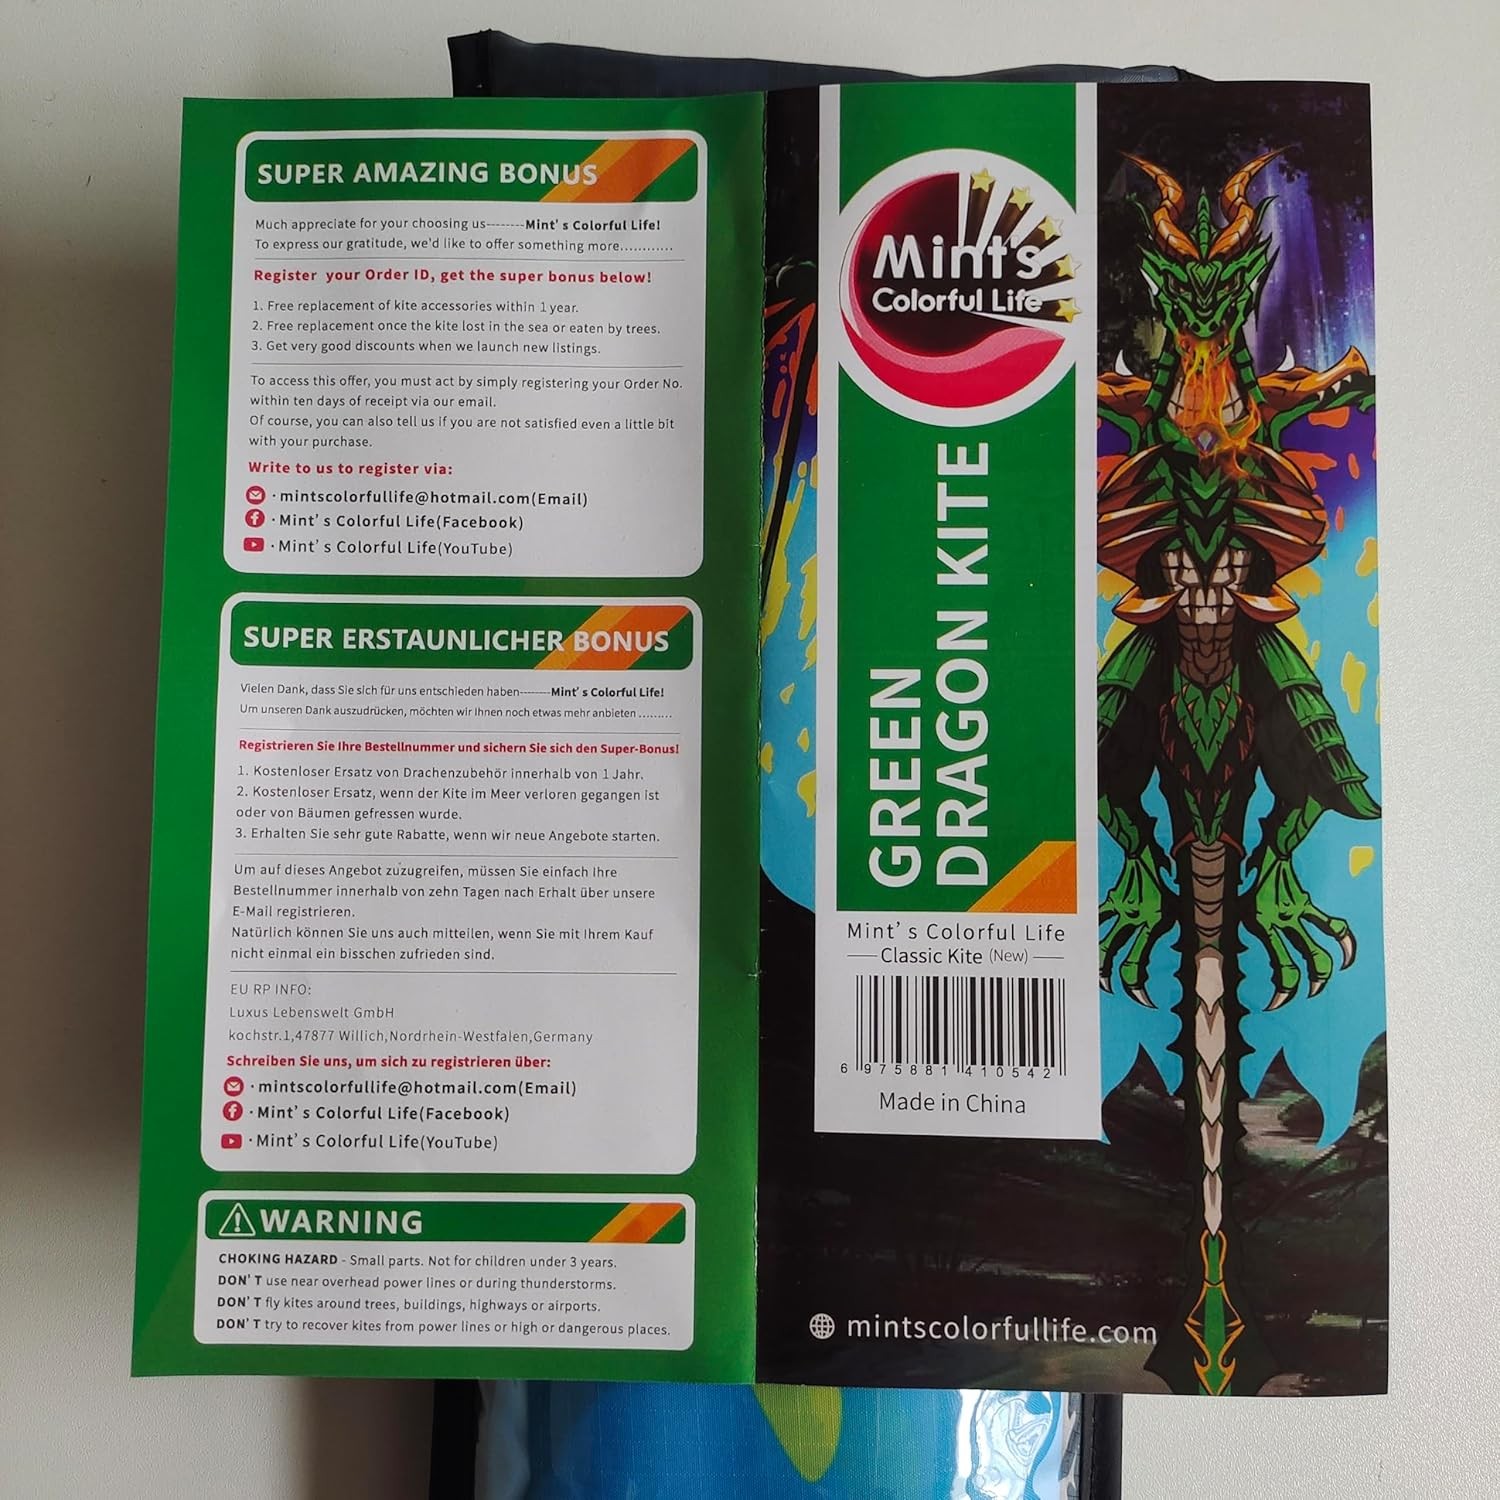 SUPER AMAZING BONUS
Much appreciate for your choosing us--------Mint's Colorful Life!
To express our gratitude, we'd like to offer something more............
Register your Order ID, get the super bonus below!
1. Free replacement of kite accessories within 1 year.
2. Free replacement once the kite lost in the sea or eaten by trees.
3. Get very good discounts when we launch new listings.
To access this offer, you must act by simply registering your Order No.
within ten days of receipt via our email.
Of course, you can also tell us if you are not satisfied even a little bit
with your purchase.
Write to us to register via:
· mintscolorfullife@hotmail.com(Email)
· Mint's Colorful Life(Facebook)
· Mint's Colorful Life(YouTube)
SUPER ERSTAUNLICHER BONUS
Vielen Dank, dass Sie sich für uns entschieden haben--------Mint's Colorful Life!
Um unseren Dank auszudrücken, möchten wir Ihnen noch etwas mehr anbieten .........
Registrieren Sie Ihre Bestellnummer und sichern Sie sich den Super-Bonus!
1. Kostenloser Ersatz von Drachenzubehör innerhalb von 1 Jahr.
2. Kostenloser Ersatz, wenn der Kite im Meer verloren gegangen ist
oder von Bäumen gefressen wurde.
3. Erhalten Sie sehr gute Rabatte, wenn wir neue Angebote starten.
Um auf dieses Angebot zuzugreifen, müssen Sie einfach Ihre
Bestellnummer innerhalb von zehn Tagen nach Erhalt über unsere
E-Mail registrieren.
Natürlich können Sie uns auch mitteilen, wenn Sie mit Ihrem Kauf
nicht einmal ein bisschen zufrieden sind.
EU RP INFO:
Luxus Lebenswelt GmbH
kochstr.1,47877 Willich,Nordrhein-Westfalen,Germany
Schreiben Sie uns, um sich zu registrieren über:
· mintscolorfullife@hotmail.com(Email)
· Mint's Colorful Life(Facebook)
· Mint's Colorful Life(YouTube)
WARNING
CHOKING HAZARD - Small parts. Not for children under 3 years.
DON'T use near overhead power lines or during thunderstorms.
DON'T fly kites around trees, buildings, highways or airports.
DON'T try to recover kites from power lines or high or dangerous places.
Mint's
Colorful Life
GREEN
DRAGON KITE
Mint's Colorful Life
Classic Kite (New)
6 975881 410542
Made in China
mintscolorfullife.com